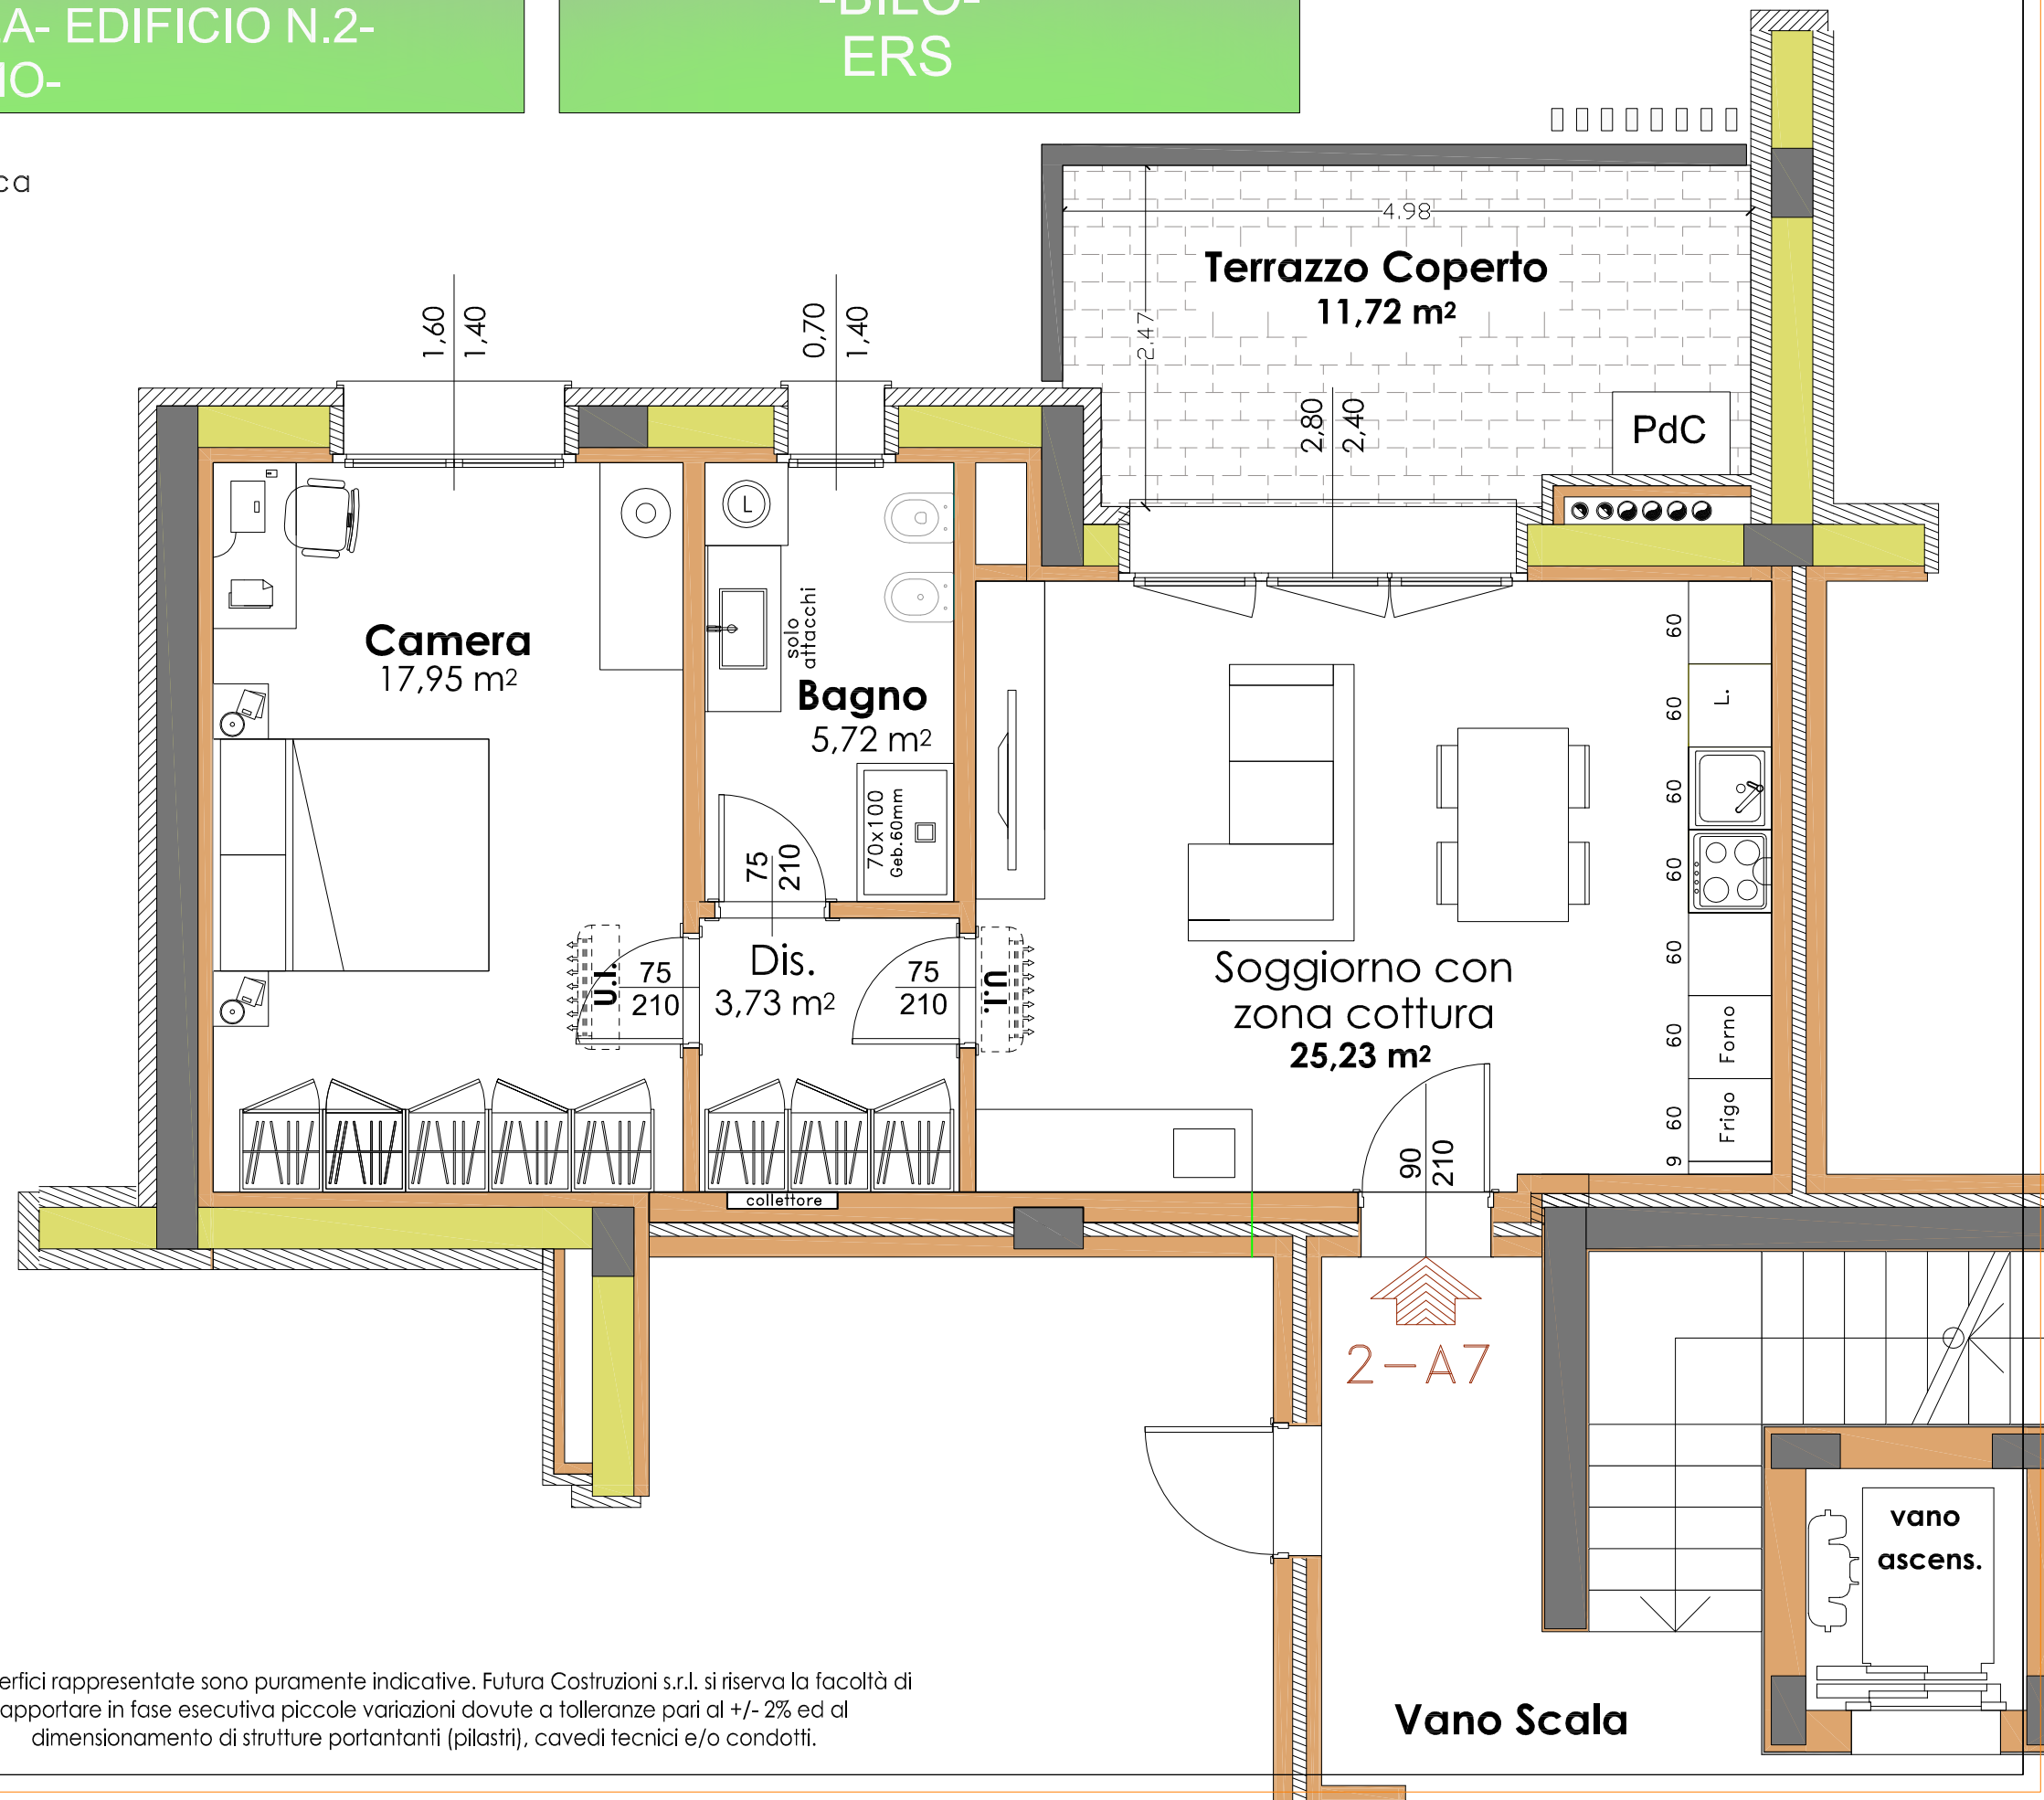 A- EDIFICIO N.2-
IO-
-BILO-
ERS
ca
4.98
Terrazzo Coperto
11,72 m²
2.47
1,60
1,40
0,70
1,40
2,80
2,40
PdC
L
solo
attacchi
Camera
17,95 m²
Bagno
5,72 m²
70x100
Geb.60mm
75
210
60
60
L.
60
60
60
60
Forno
60
Frigo
9
U.I.
75
210
Dis.
3,73 m²
75
210
U.I.
Soggiorno con
zona cottura
25,23 m²
90
210
collettore
2-A7
vano
ascens.
Vano Scala
erfici rappresentate sono puramente indicative. Futura Costruzioni s.r.l. si riserva la facoltà di
apportare in fase esecutiva piccole variazioni dovute a tolleranze pari al +/- 2% ed al
dimensionamento di strutture portantanti (pilastri), cavedi tecnici e/o condotti.